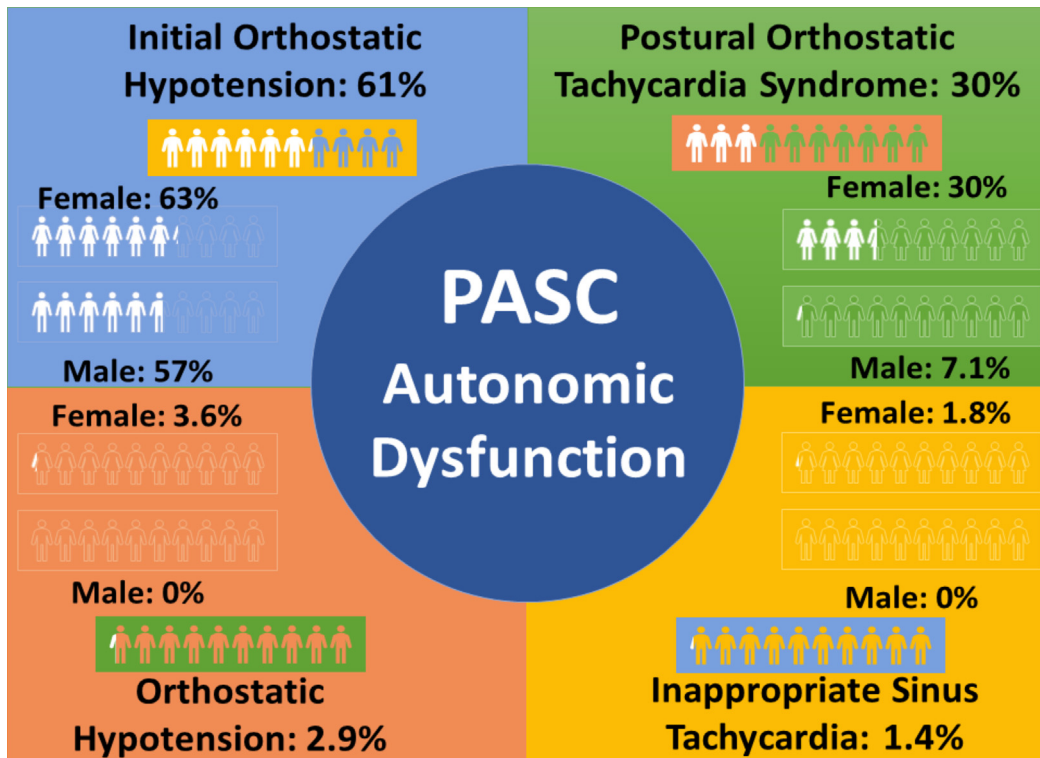 Initial Orthostatic
Hypotension: 61%
Female: 63%
Male: 57%
Postural Orthostatic
Tachycardia Syndrome: 30%
Female: 30%
Male: 7.1%
PASC
Autonomic
Dysfunction
Female: 3.6%
Male: 0%
Orthostatic
Hypotension: 2.9%
Female: 1.8%
Male: 0%
Inappropriate Sinus
Tachycardia: 1.4%